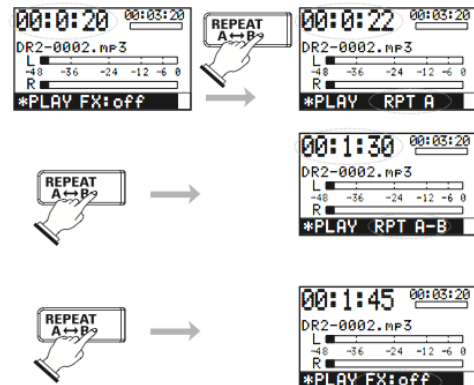 00:0:20 00:03:20
DR2-0002.mp3
L
-48 -36 -24 -12 -6 0
R
*PLAY FX:off
REPEAT
A↔B
00:0:22 00:03:20
DR2-0002.mp3
L
-48 -36 -24 -12 -6 0
R
*PLAY RPT A
REPEAT
A↔B
00:1:30 00:03:20
DR2-0002.mp3
L
-48 -36 -24 -12 -6 0
R
*PLAY RPT A-B
REPEAT
A↔B
00:1:45 00:03:20
DR2-0002.mp3
L
-48 -36 -24 -12 -6 0
R
*PLAY FX:off